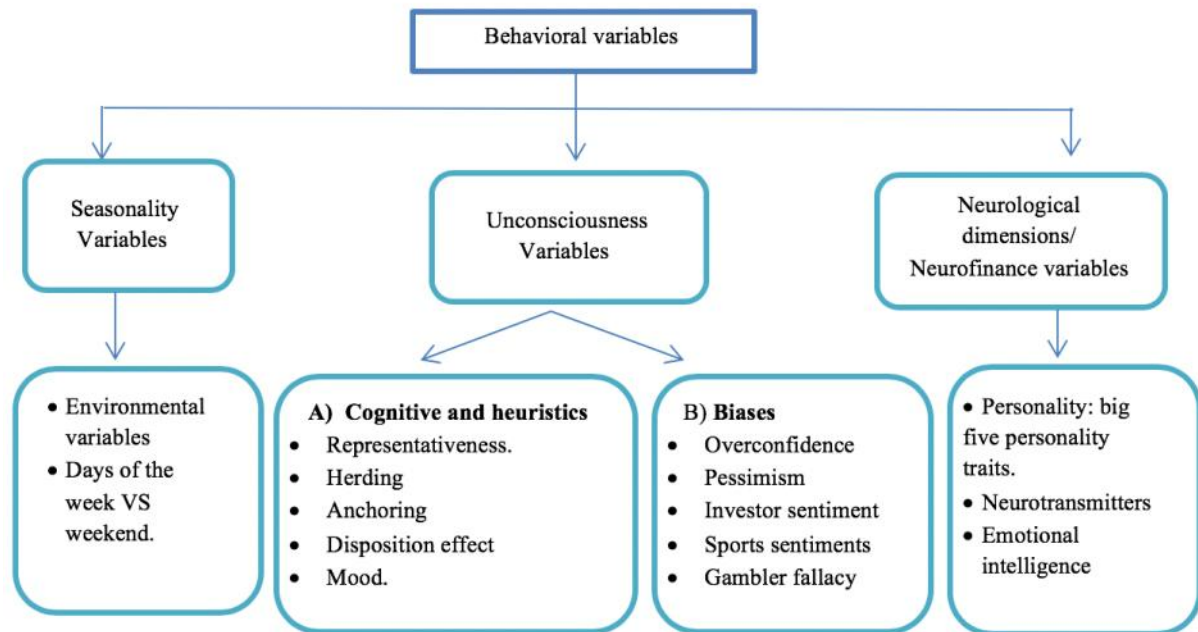 Behavioral variables
Seasonality
Variables
Unconsciousness
Variables
Neurological
dimensions/
Neurofinance variables
• Environmental
variables
• Days of the
week VS
weekend.
A) Cognitive and heuristics
• Representativeness.
• Herding
• Anchoring
• Disposition effect
• Mood.
B) Biases
• Overconfidence
• Pessimism
• Investor sentiment
• Sports sentiments
• Gambler fallacy
• Personality: big
five personality
traits.
• Neurotransmitters
• Emotional
intelligence